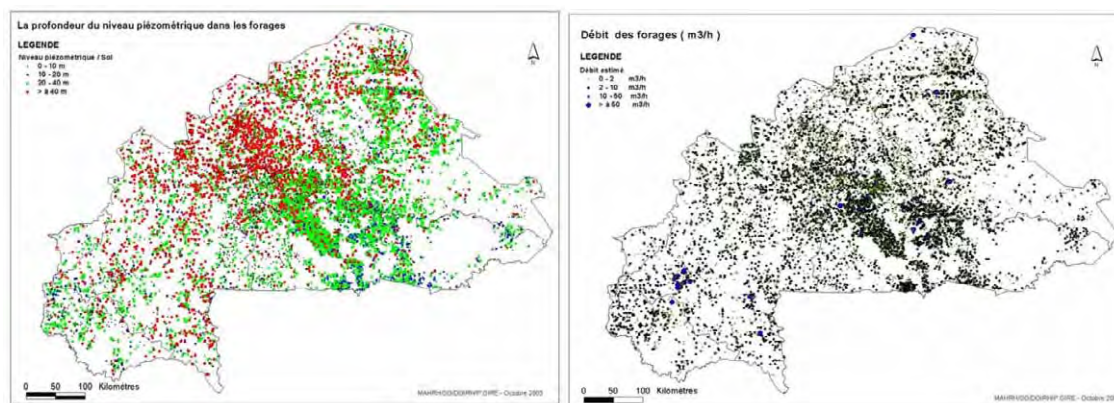 La profondeur du niveau piézométrique dans les forages
LEGENDE
Niveau piézometrique / Sol
0 - 10 m
10 - 20 m
20 - 40 m
> à 40 m
N
0 50 100 Kilométres
Débit des forages ( m3/h )
LEGENDE
Débit estimé
0 - 2 m3/h
2 - 10 m3/h
10 - 50 m3/h
> à 50 m3/h
N
0 50 100 Kilomètres